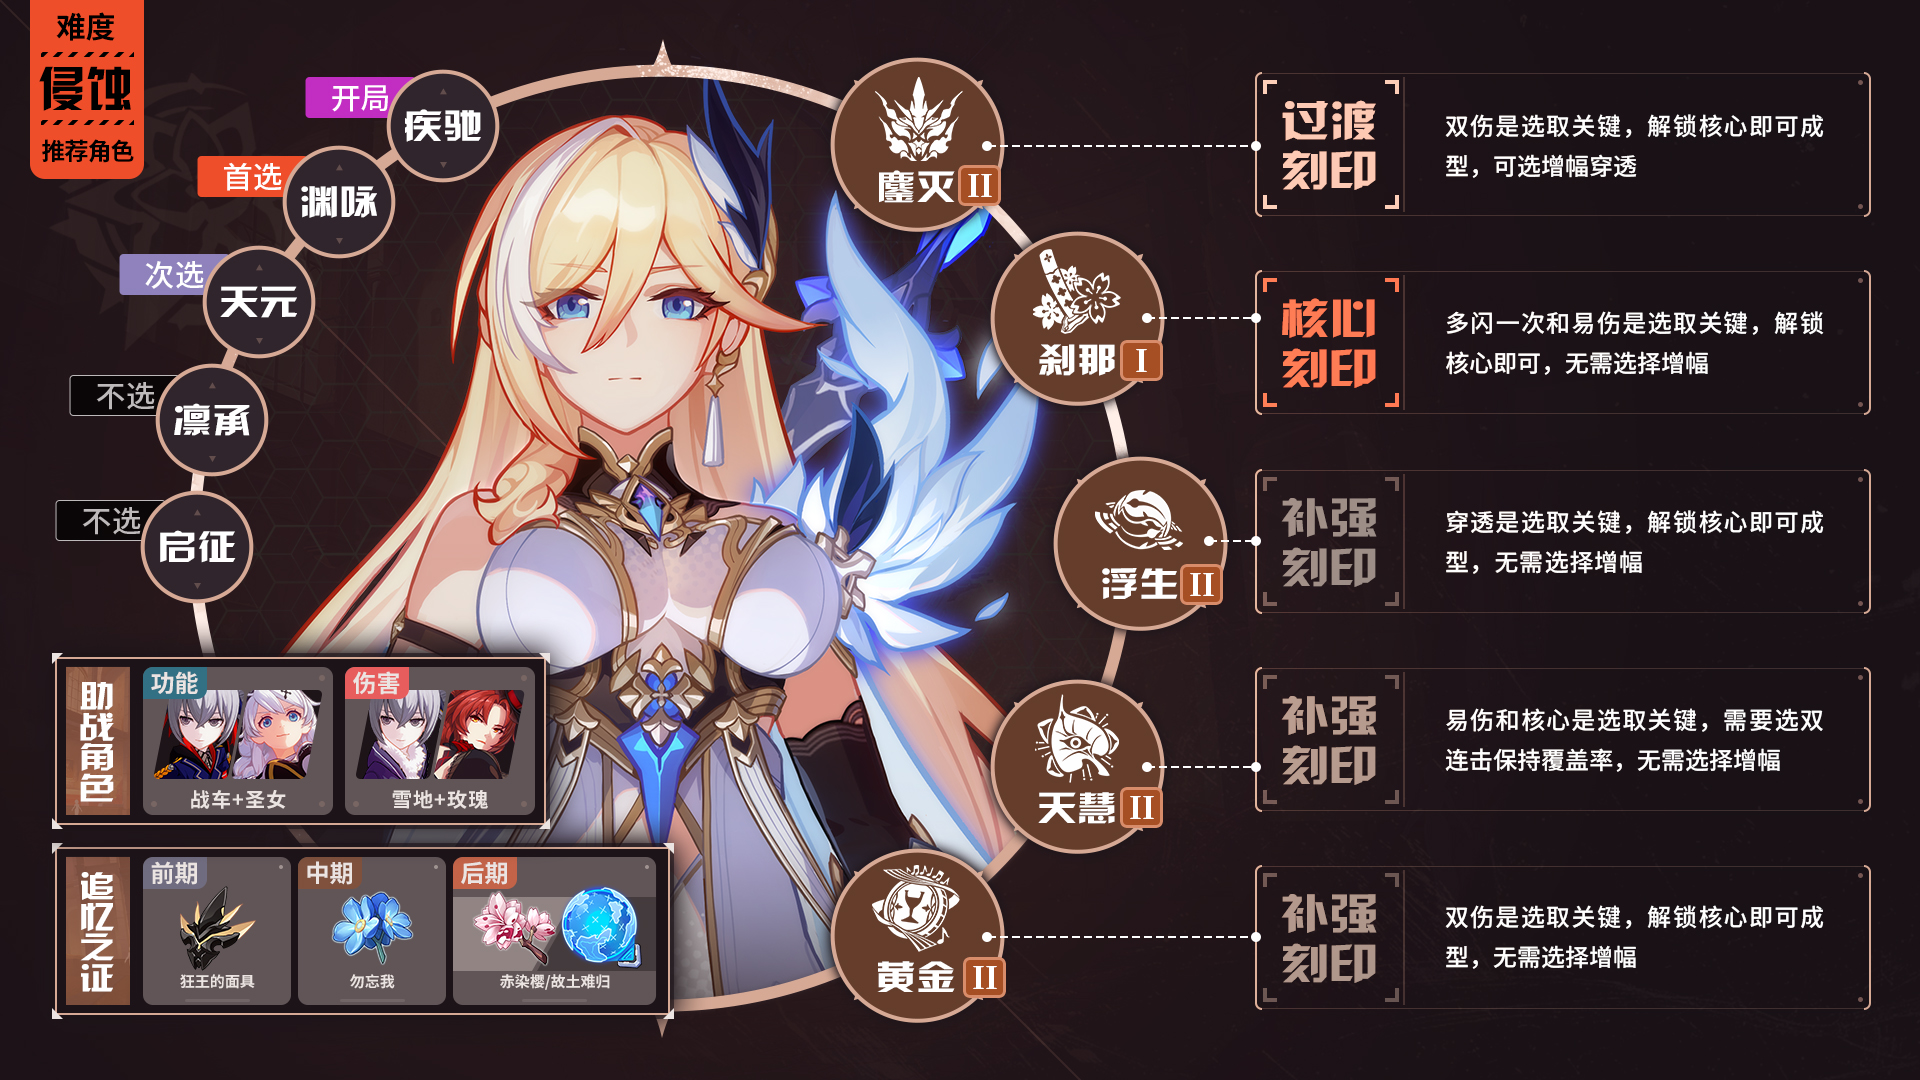 难度
侵蚀
推荐角色
开局
疾驰
首选
渊咏
次选
天元
不选
凛承
不选
启征
鏖灭 II
刹那 I
浮生 II
天慧 II
黄金 II
过渡
刻印
双伤是选取关键，解锁核心即可成
型，可选增幅穿透
核心
刻印
多闪一次和易伤是选取关键，解锁
核心即可，无需选择增幅
补强
刻印
穿透是选取关键，解锁核心即可成
型，无需选择增幅
补强
刻印
易伤和核心是选取关键，需要选双
连击保持覆盖率，无需选择增幅
补强
刻印
双伤是选取关键，解锁核心即可成
型，无需选择增幅
助战角色
功能
战车+圣女
伤害
雪地+玫瑰
追忆之证
前期
狂王的面具
中期
勿忘我
后期
赤染樱/故土难归